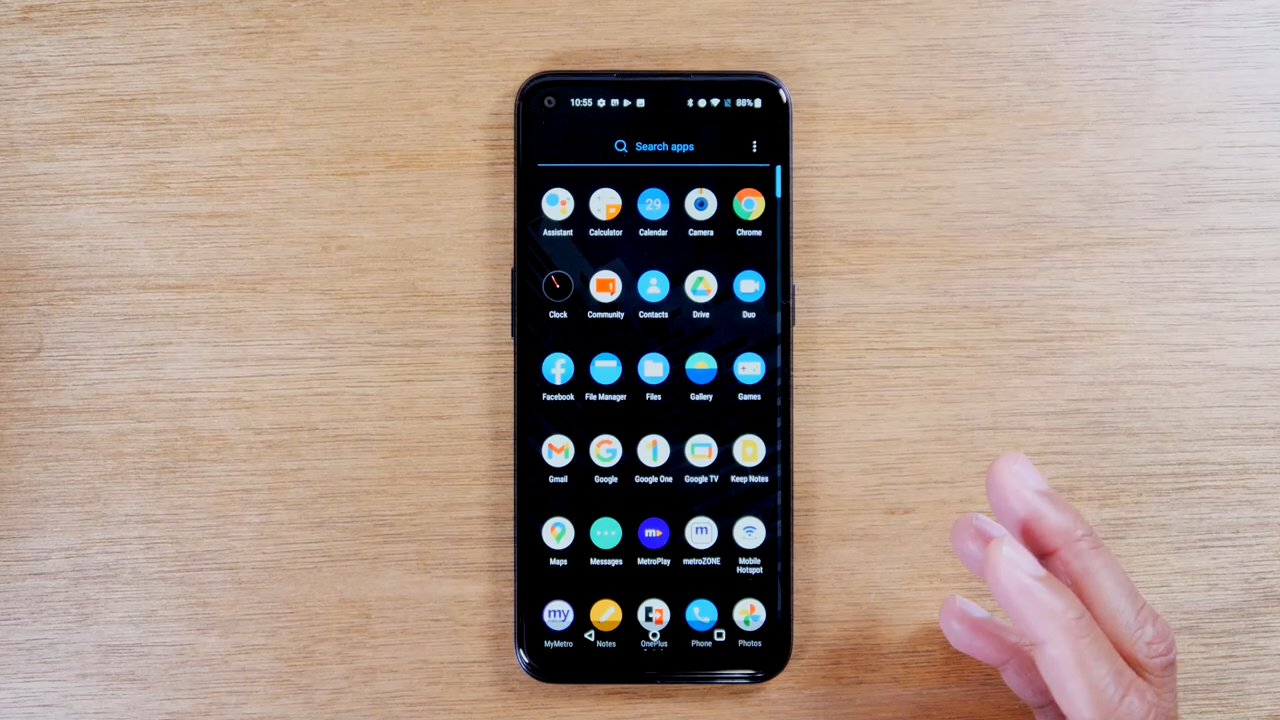 10:55 88%
Search apps
29
Assistant Calculator Calendar Camera Chrome
1
Clock Community Contacts Drive Duo
Facebook File Manager Files Gallery Games
Gmail Google Google One Google TV Keep Notes
m m
Maps Messages MetroPlay metroZONE Mobile Hotspot
my
MyMetro Notes OnePlus Phone Photos